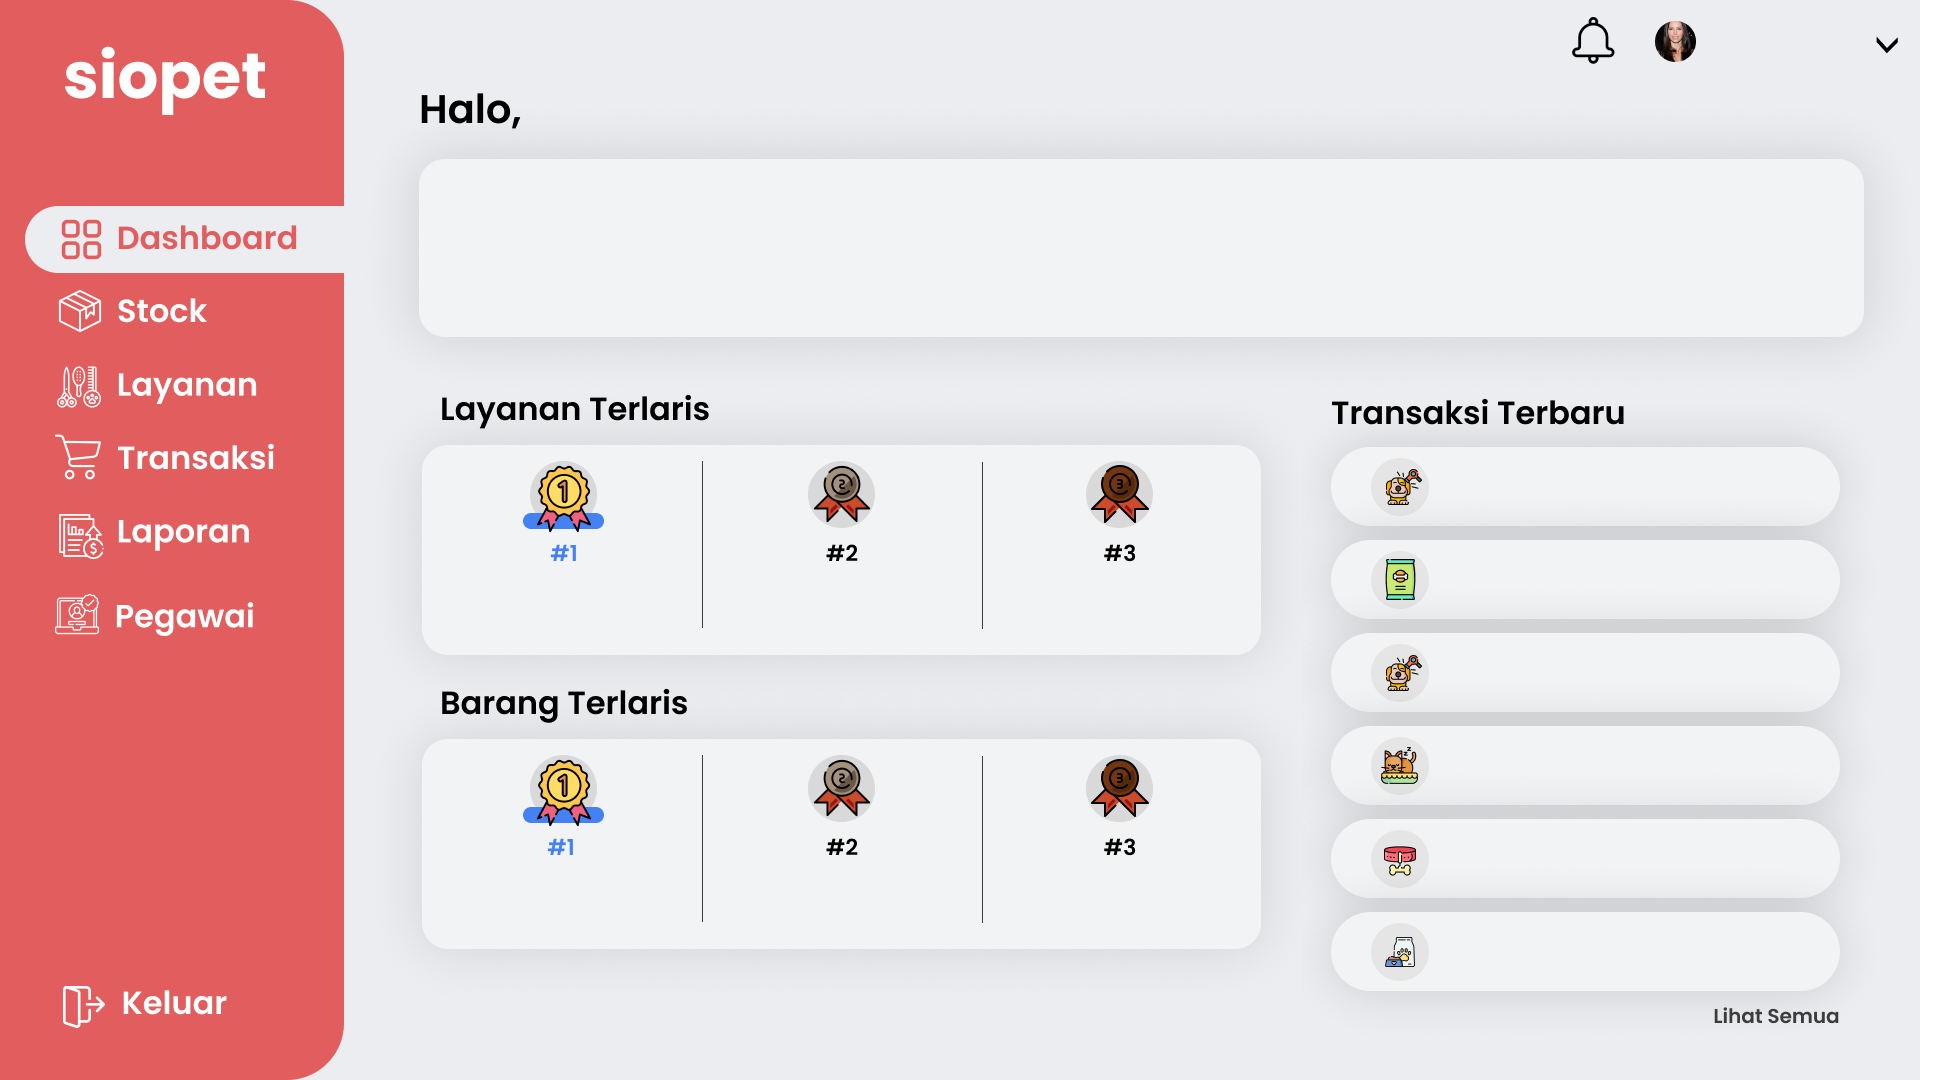 siopet
Dashboard
Stock
Layanan
Transaksi
Laporan
Pegawai
Keluar
Halo,
Layanan Terlaris
1
2
3
#1
#2
#3
Barang Terlaris
1
2
3
#1
#2
#3
Transaksi Terbaru
z
z
Lihat Semua